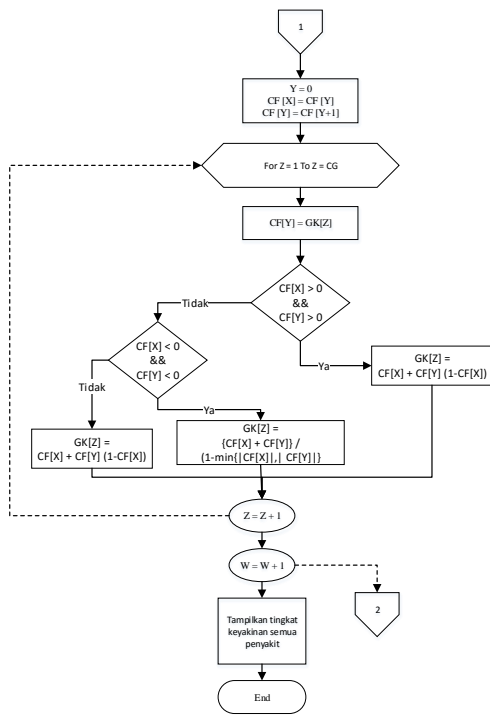 1
Y = 0
CF [X] = CF [Y]
CF [Y] = CF [Y+1]
For Z = 1 To Z = CG
CF[Y] = GK[Z]
CF[X] > 0
&&
CF[Y] > 0
Tidak
CF[X] < 0
&&
CF[Y] < 0
Ya
GK[Z] =
CF[X] + CF[Y] (1-CF[X])
Tidak
Ya
GK[Z] =
CF[X] + CF[Y] (1-CF[X])
GK[Z] =
{CF[X] + CF[Y]} /
(1-min{|CF[X]|,| CF[Y]|}
Z = Z + 1
W = W + 1
2
Tampilkan tingkat
keyakinan semua
penyakit
End